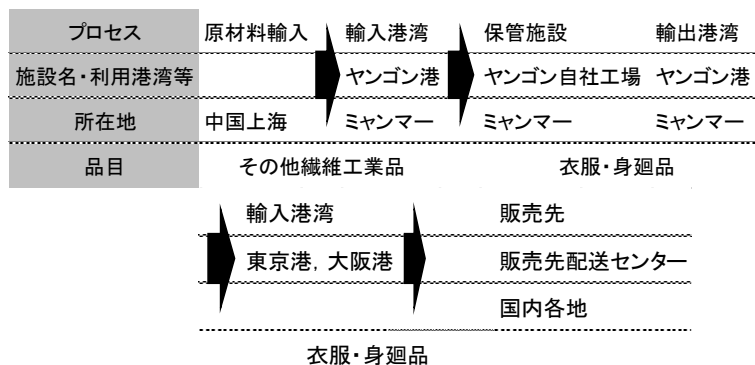 プロセス 原材料輸入 輸入港湾 保管施設 輸出港湾
施設名・利用港湾等 ヤンゴン港 ヤンゴン自社工場 ヤンゴン港
所在地 中国上海 ミャンマー ミャンマー ミャンマー
品目 その他繊維工業品 衣服・身廻品
輸入港湾 販売先
東京港，大阪港 販売先配送センター
国内各地
衣服・身廻品